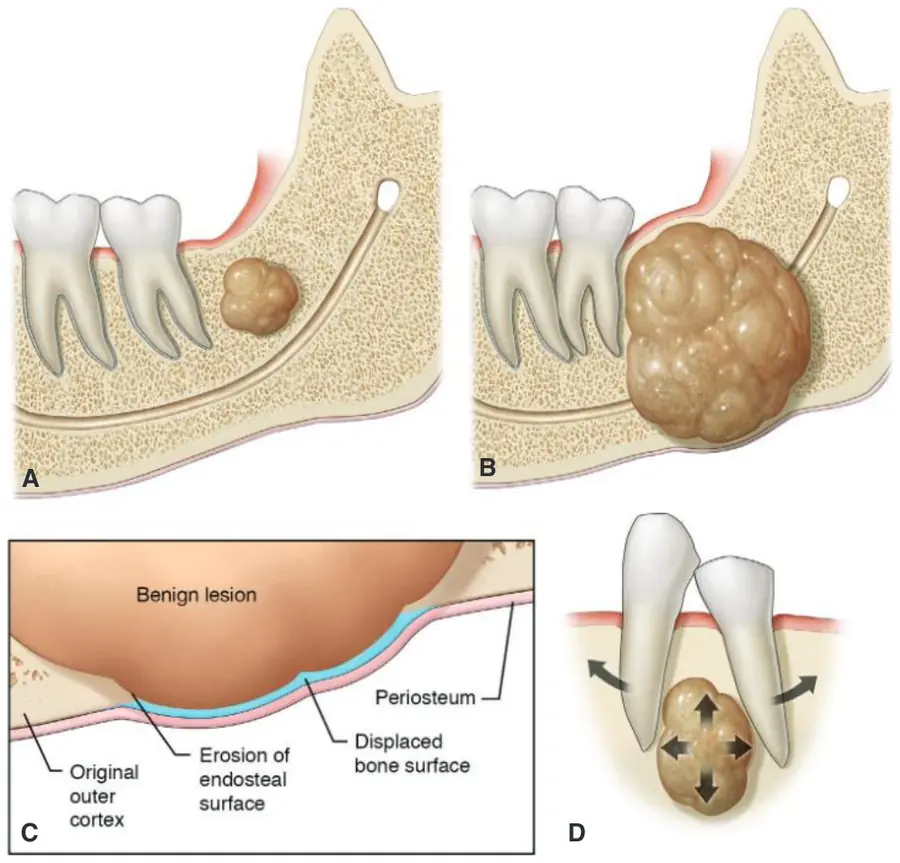 A
B
Benign lesion
Periosteum
Displaced
bone surface
Erosion of
endosteal
surface
Original
outer
cortex
C
D